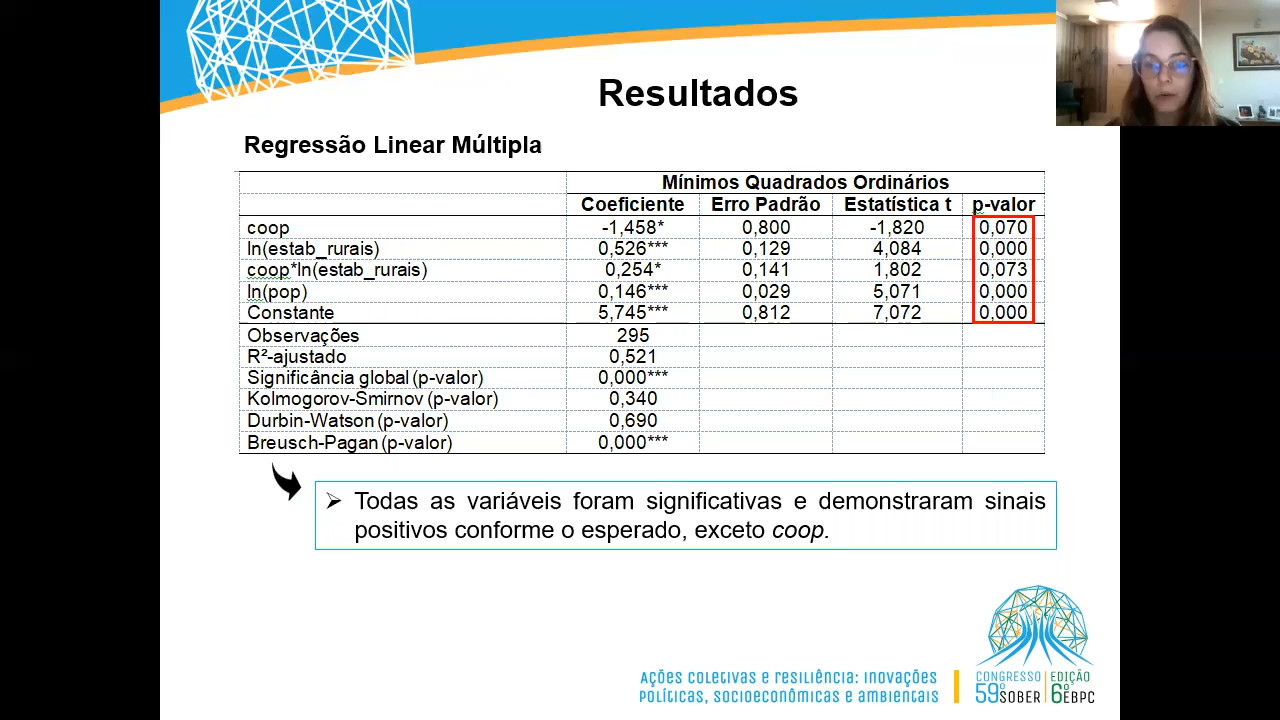 Resultados
Regressão Linear Múltipla
Mínimos Quadrados Ordinários
Coeficiente Erro Padrão Estatística t p-valor
coop -1,458* 0,800 -1,820 0,070
ln(estab_rurais) 0,526*** 0,129 4,084 0,000
coop*ln(estab_rurais) 0,254* 0,141 1,802 0,073
ln(pop) 0,146*** 0,029 5,071 0,000
Constante 5,745*** 0,812 7,072 0,000
Observações 295
R²-ajustado 0,521
Significância global (p-valor) 0,000***
Kolmogorov-Smirnov (p-valor) 0,340
Durbin-Watson (p-valor) 0,690
Breusch-Pagan (p-valor) 0,000***
➢ Todas as variáveis foram significativas e demonstraram sinais
positivos conforme o esperado, exceto coop.
Ações coletivas e resiliência: inovações
políticas, socioeconômicas e ambientais
CONGRESSO EDIÇÃO
59º SOBER 6º EBPC